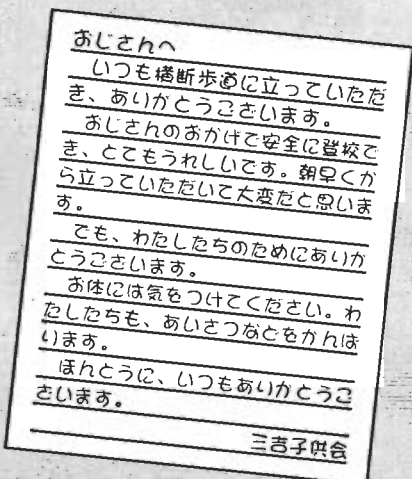 おじさんへ
いつも横断歩道に立っていただ
き、ありがとうございます。
おじさんのおかげで安全に登校で
き、とてもうれしいです。朝早くか
ら立っていただいて大変だと思いま
す。
でも、わたしたちのためにありが
とうございます。
お体には気をつけてください。わ
たしたちも、あいさつなどをがんば
ります。
ほんとうに、いつもありがとうご
ざいます。
三吉子供会